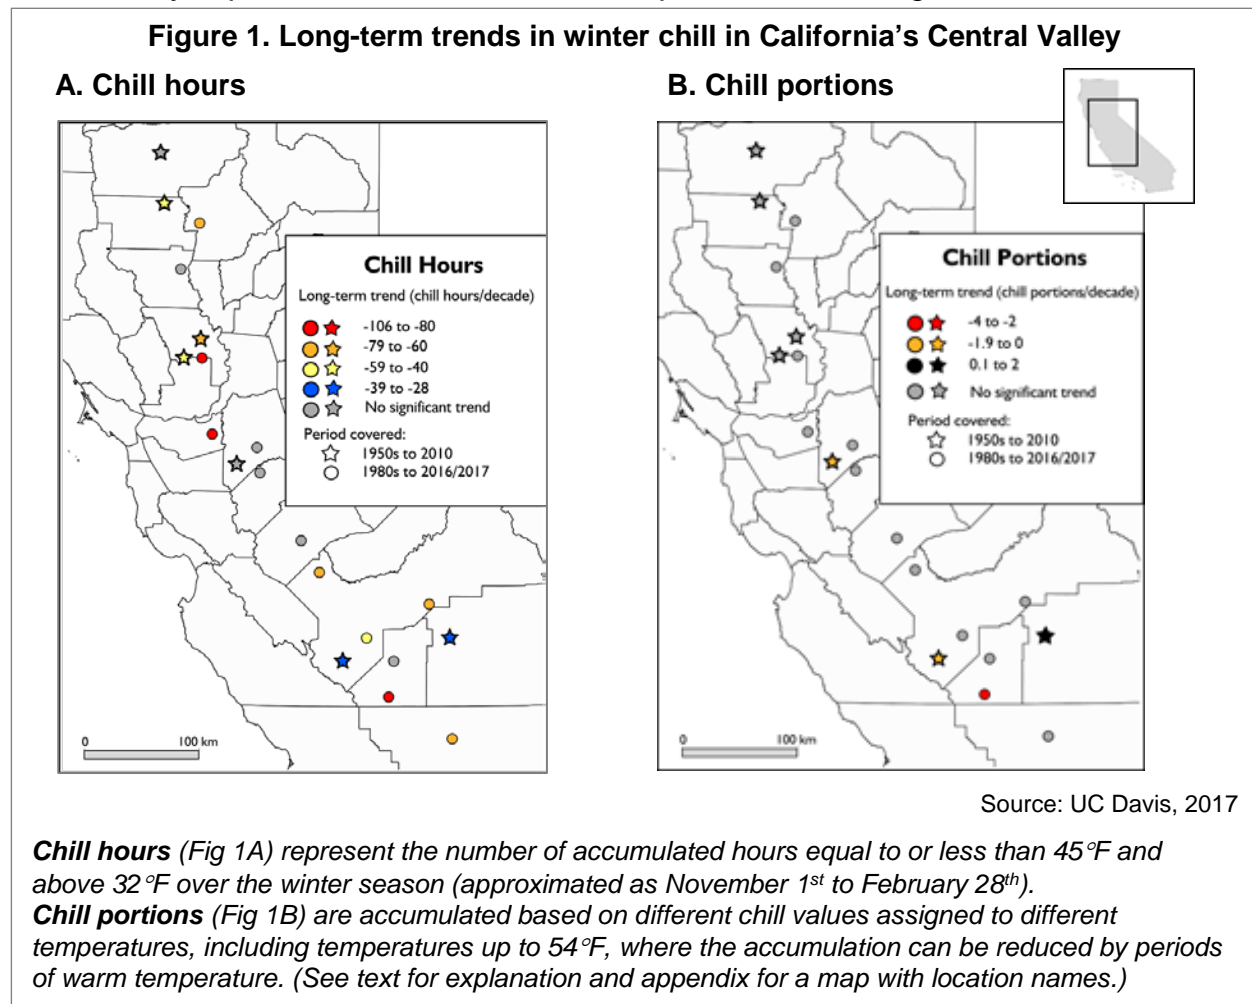 Figure 1. Long-term trends in winter chill in California's Central Valley
A. Chill hours
B. Chill portions
Chill Hours
Long-term trend (chill hours/decade)
-106 to -80
-79 to -60
-59 to -40
-39 to -28
No significant trend
Period covered:
1950s to 2010
1980s to 2016/2017
0 100 km
Chill Portions
Long-term trend (chill portions/decade)
-4 to -2
-1.9 to 0
0.1 to 2
No significant trend
Period covered:
1950s to 2010
1980s to 2016/2017
0 100 km
Source: UC Davis, 2017
Chill hours (Fig 1A) represent the number of accumulated hours equal to or less than 45°F and
above 32°F over the winter season (approximated as November 1st to February 28th).
Chill portions (Fig 1B) are accumulated based on different chill values assigned to different
temperatures, including temperatures up to 54°F, where the accumulation can be reduced by periods
of warm temperature. (See text for explanation and appendix for a map with location names.)